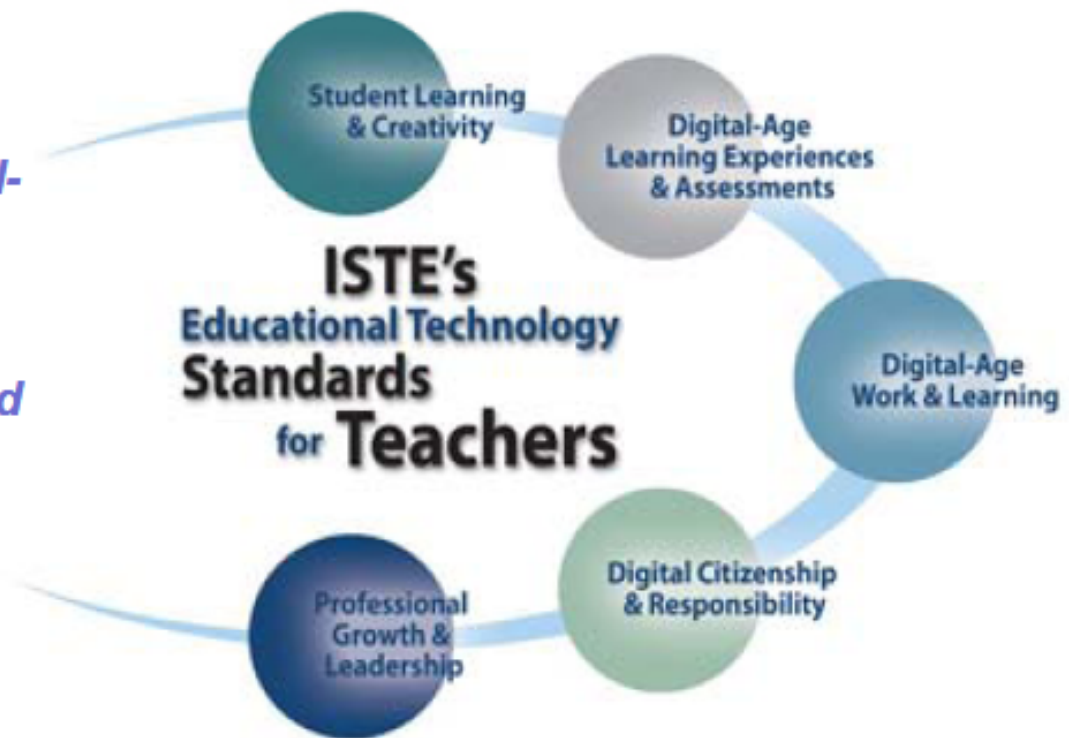 Student Learning
& Creativity
Digital-Age
Learning Experiences
& Assessments
l-
ISTE's
Educational Technology
Standards
for Teachers
Digital-Age
Work & Learning
d
Digital Citizenship
& Responsibility
Professional
Growth &
Leadership